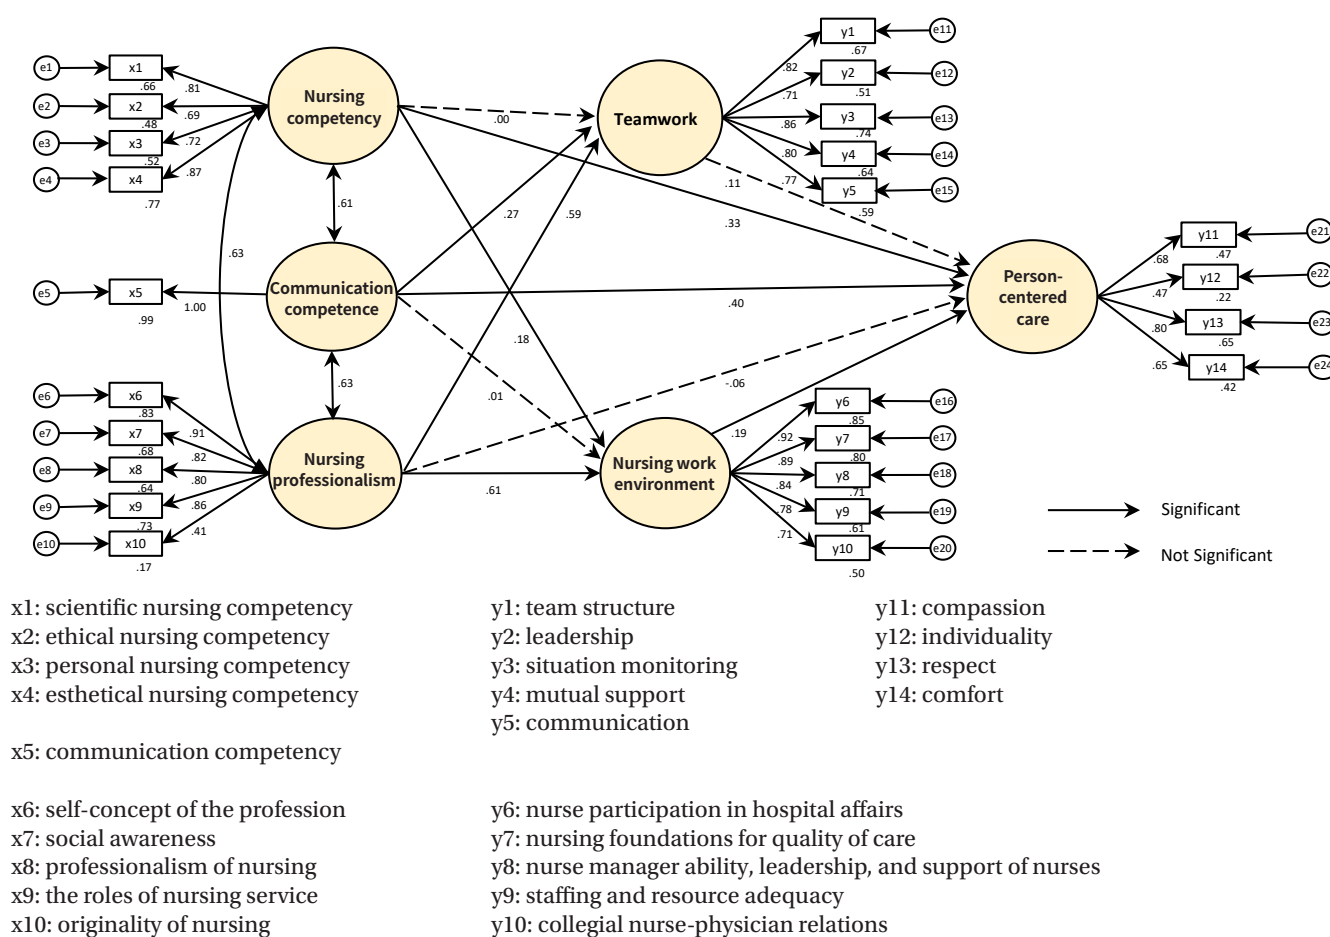 e1
x1
.66
.81
e2
x2
.48
.69
e3
x3
.52
.72
e4
x4
.77
.87
Nursing
competency
.00
Teamwork
.82
y1
.67
e11
.71
y2
.51
e12
.86
y3
.74
e13
.80
y4
.64
e14
.77
y5
.59
e15
.11
.33
.61
.63
.27
.59
e5
x5
.99
1.00
Communication
competence
.40
Person-
centered
care
.68
y11
.47
e21
.47
y12
.22
e22
.80
y13
.65
e23
.65
y14
.42
e24
.18
.01
-.06
.63
e6
x6
.83
.91
e7
x7
.68
.82
e8
x8
.64
.80
e9
x9
.73
.86
e10
x10
.17
.41
Nursing
professionalism
.61
Nursing work
environment
.19
.92
y6
.85
e16
.89
y7
.80
e17
.84
y8
.71
e18
.78
y9
.61
e19
.71
y10
.50
e20
Significant
Not Significant
x1: scientific nursing competency
x2: ethical nursing competency
x3: personal nursing competency
x4: esthetical nursing competency
x5: communication competency
x6: self-concept of the profession
x7: social awareness
x8: professionalism of nursing
x9: the roles of nursing service
x10: originality of nursing
y1: team structure
y2: leadership
y3: situation monitoring
y4: mutual support
y5: communication
y6: nurse participation in hospital affairs
y7: nursing foundations for quality of care
y8: nurse manager ability, leadership, and support of nurses
y9: staffing and resource adequacy
y10: collegial nurse-physician relations
y11: compassion
y12: individuality
y13: respect
y14: comfort